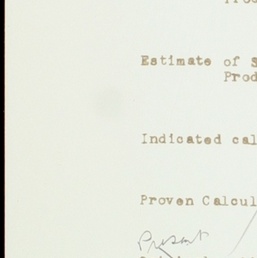 Estimate of S
Prod
Indicated cal
Proven Calcul
Present